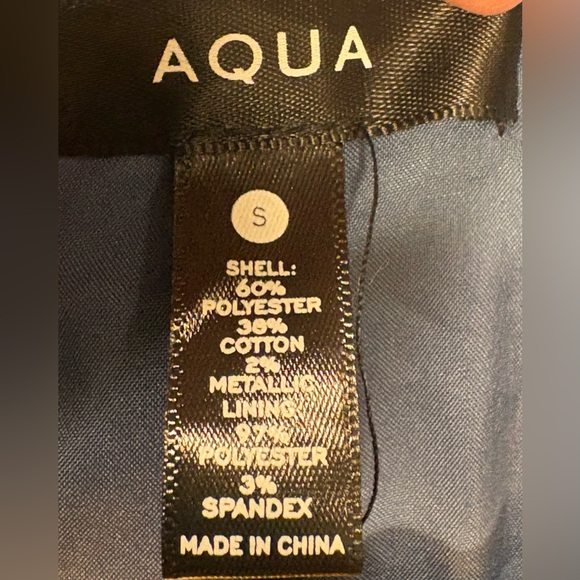 AQUA
S
SHELL:
60%
POLYESTER
38%
COTTON
2%
METALLIC
LINING:
97%
POLYESTER
3%
SPANDEX
MADE IN CHINA